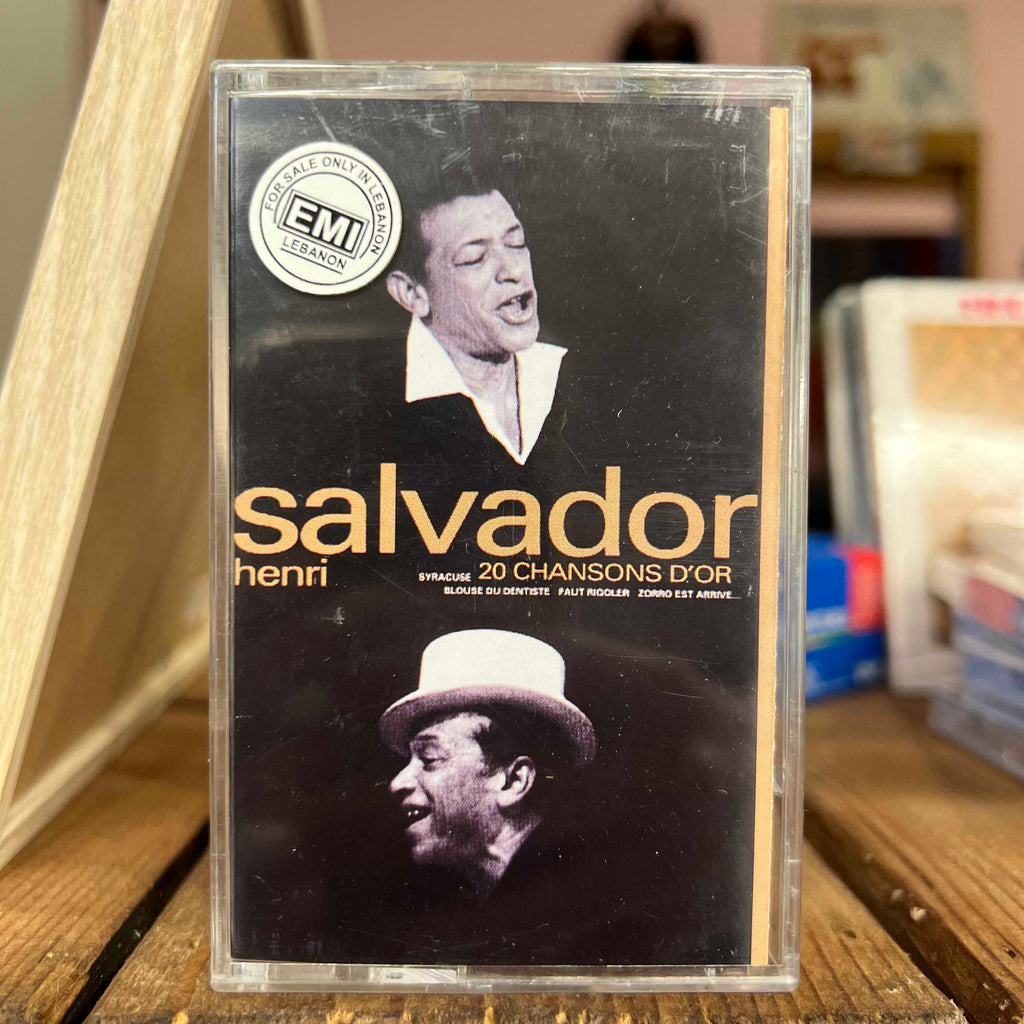 FOR SALE ONLY IN LEBANON
EMI
LEBANON
salvador
henri
SYRACUSE 20 CHANSONS D'OR
BLOUSE DU DENTISTE FAUT RIGOLER ZORRO EST ARRIVE...